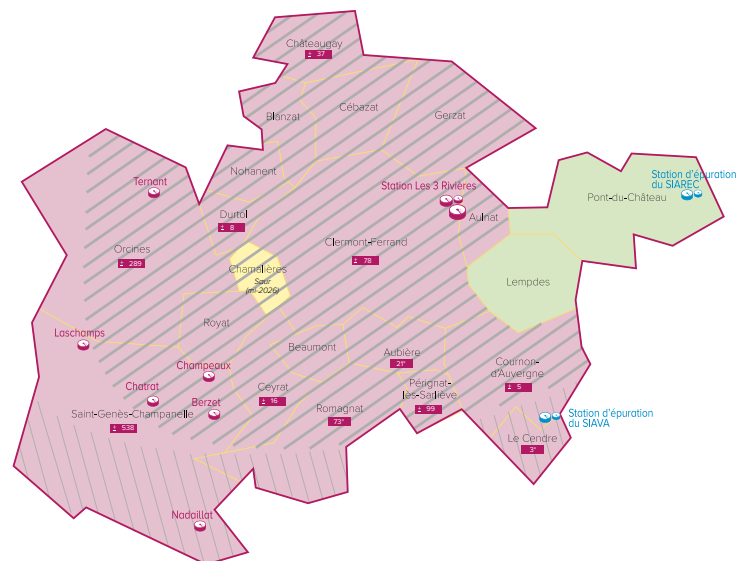 Châteaugay
± 37
Cébazat
Blanzat
Gerzat
Nohanent
Ternant
Station Les 3 Rivières
Station d'épuration
du SIAREC
Pont-du-Château
Durtol
± 8
Aulnat
Orcines
± 289
Clermont-Ferrand
± 78
Chamalières
Saur
(mi-2026)
Lempdes
Royat
Laschamps
Beaumont
Aubière
21*
Cournon-
d'Auvergne
± 5
Champeaux
Chatrat
Ceyrat
± 16
Pérignat-
lès-Sarliève
± 99
Berzet
Saint-Genès-Champanelle
± 538
Romagnat
73*
Station d'épuration
du SIAVA
Le Cendre
3*
Nadaillat